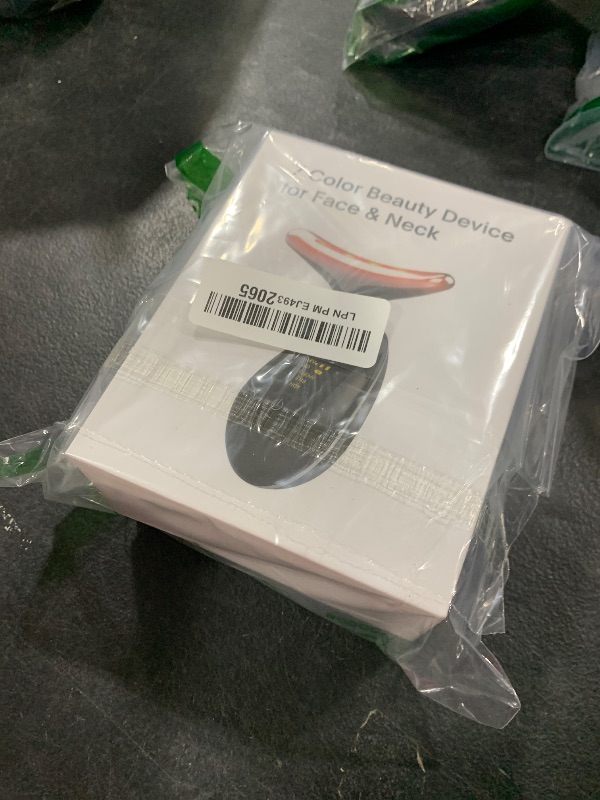 Color Beauty Device
for Face & Neck
LPN PM EJ4932065